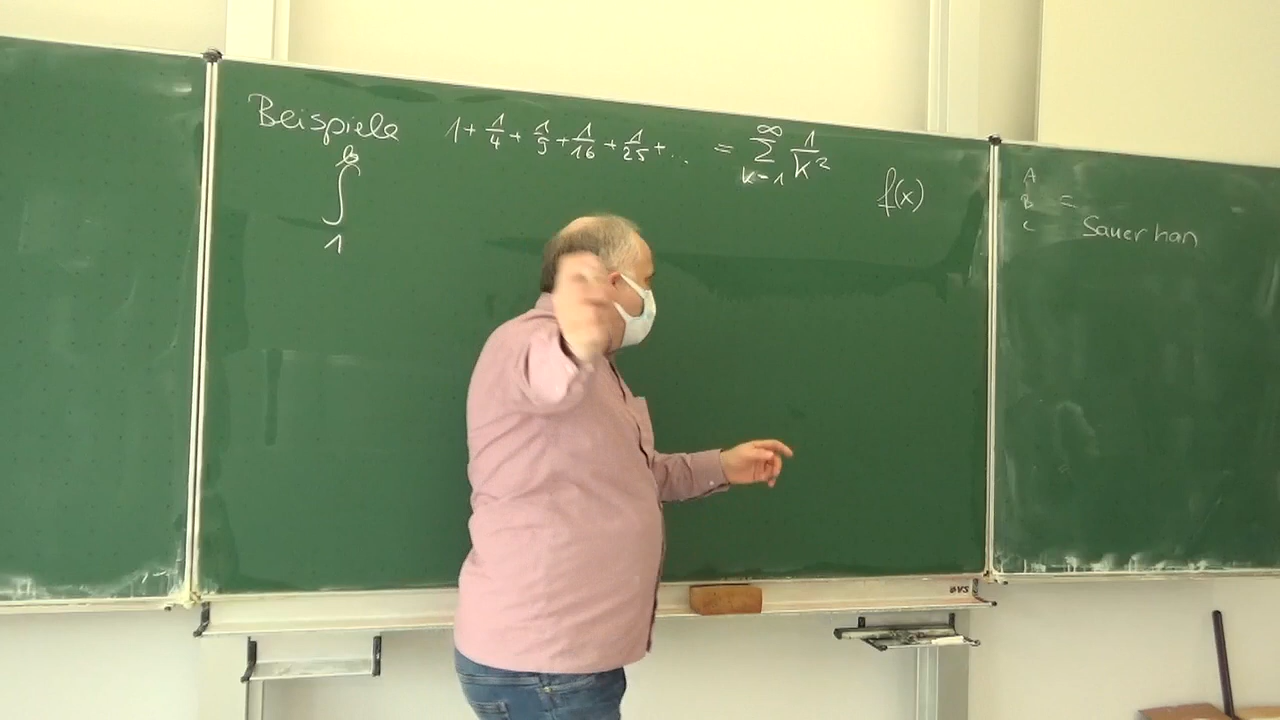 Beispiele
1 + 1/4 + 1/9 + 1/16 + 1/25 + ... = ∑_{k=1}^{∞} 1/k²
∫_1^b
f(x)
A
B =
C
Sauerhan